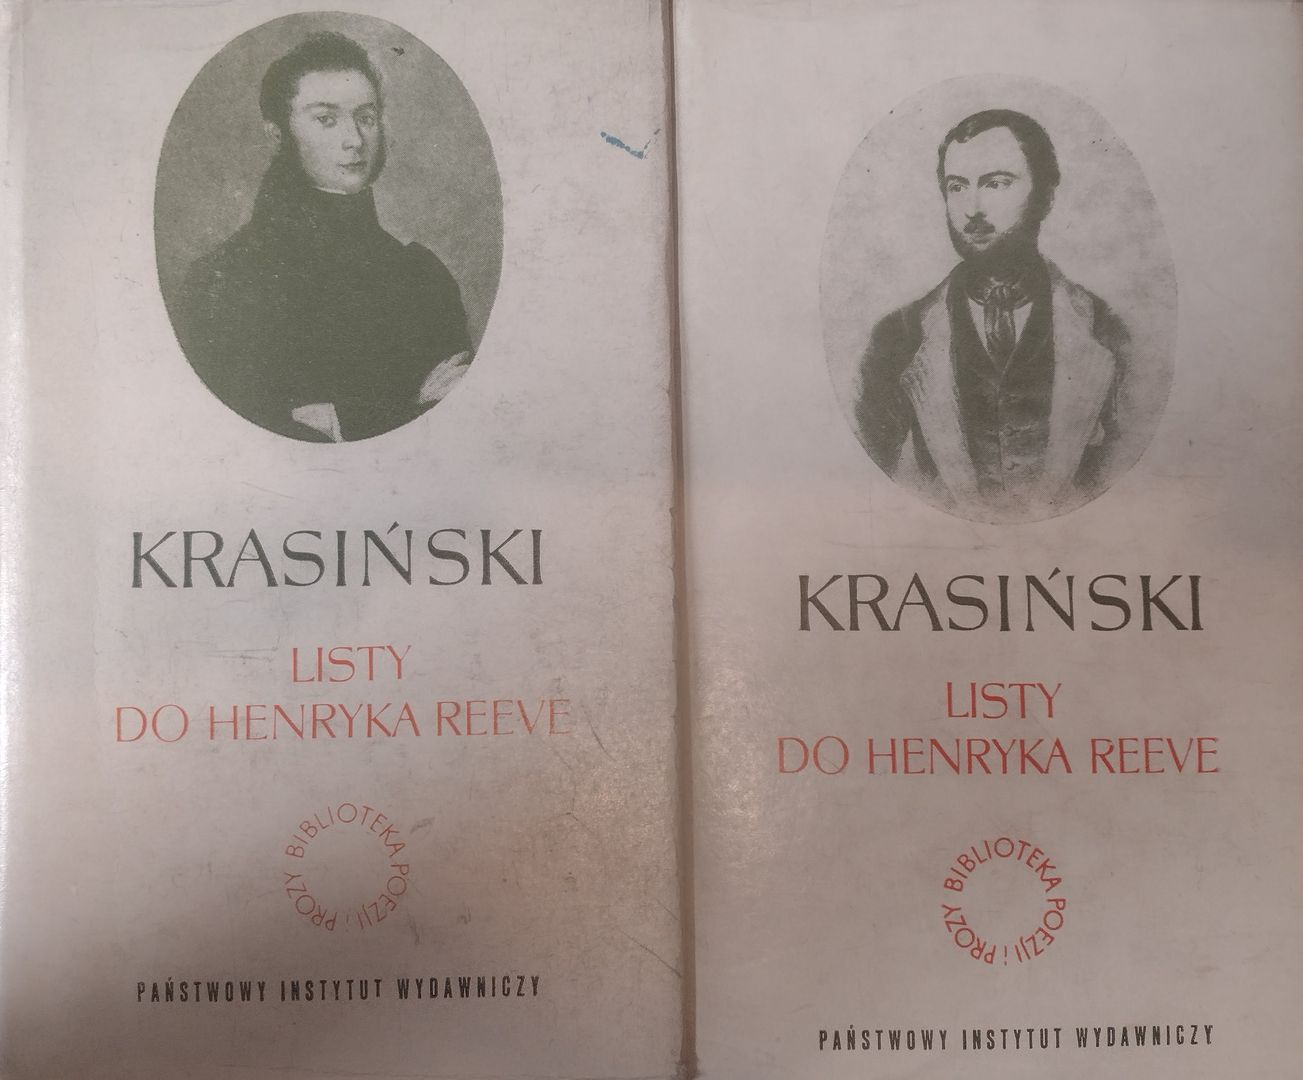 KRASIŃSKI
LISTY
DO HENRYKA REEVE
BIBLIOTEKA POEZJI i PROZY
PAŃSTWOWY INSTYTUT WYDAWNICZY
KRASIŃSKI
LISTY
DO HENRYKA REEVE
BIBLIOTEKA POEZJI i PROZY
PAŃSTWOWY INSTYTUT WYDAWNICZY